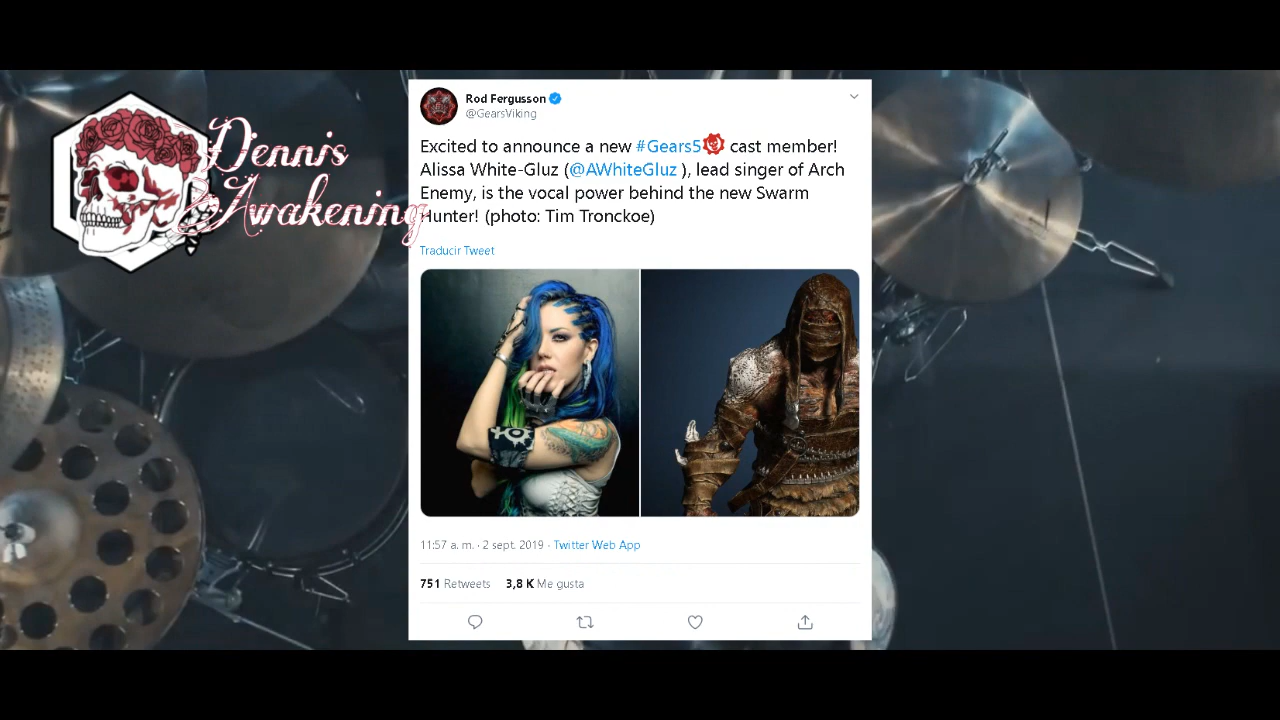 Dennis
Awakening
Rod Fergusson
@GearsViking
Excited to announce a new #Gears5 cast member!
Alissa White-Gluz (@AWhiteGluz ), lead singer of Arch
Enemy, is the vocal power behind the new Swarm
Hunter! (photo: Tim Tronckoe)
Traducir Tweet
11:57 a. m. · 2 sept. 2019 · Twitter Web App
751 Retweets 3,8 K Me gusta